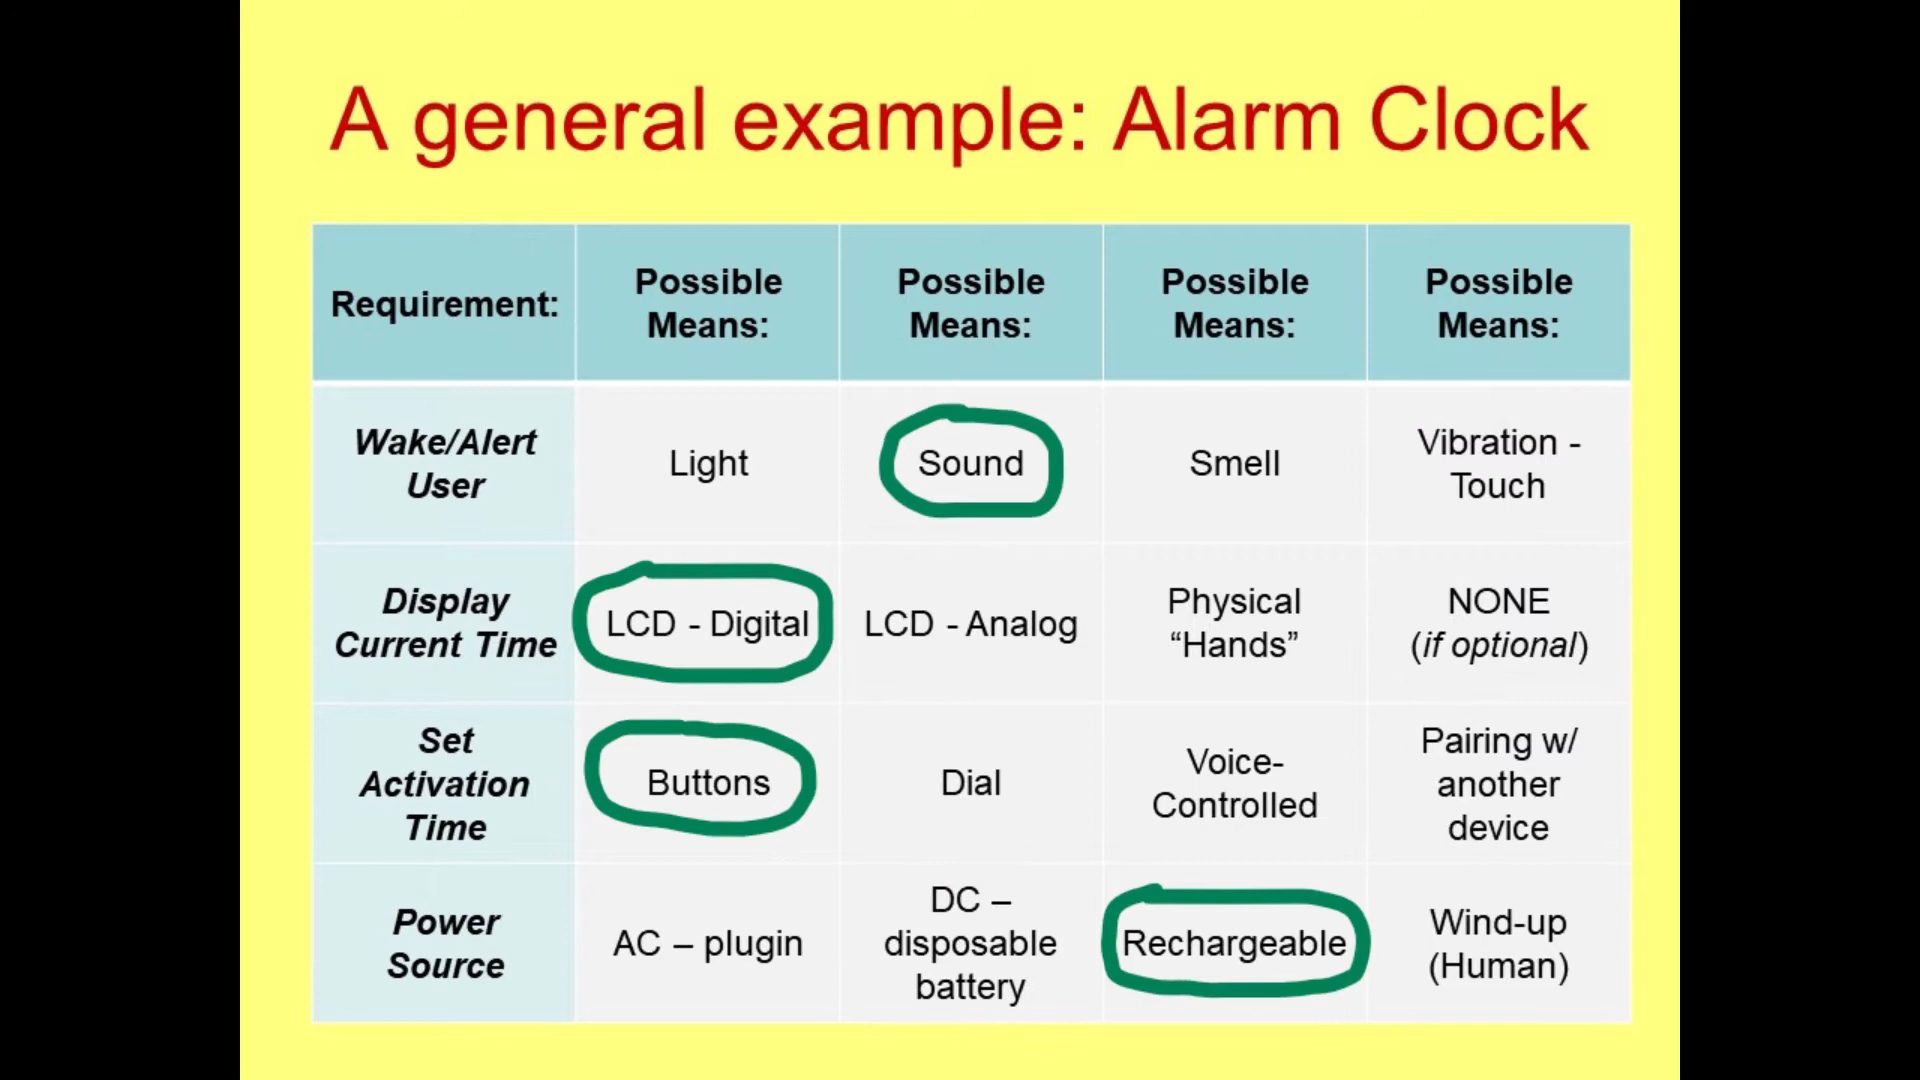 A general example: Alarm Clock
Requirement:
Possible
Means:
Possible
Means:
Possible
Means:
Possible
Means:
Wake/Alert
User
Light
Sound
Smell
Vibration -
Touch
Display
Current Time
LCD - Digital
LCD - Analog
Physical
“Hands”
NONE
(if optional)
Set
Activation
Time
Buttons
Dial
Voice-
Controlled
Pairing w/
another
device
Power
Source
AC – plugin
DC –
disposable
battery
Rechargeable
Wind-up
(Human)